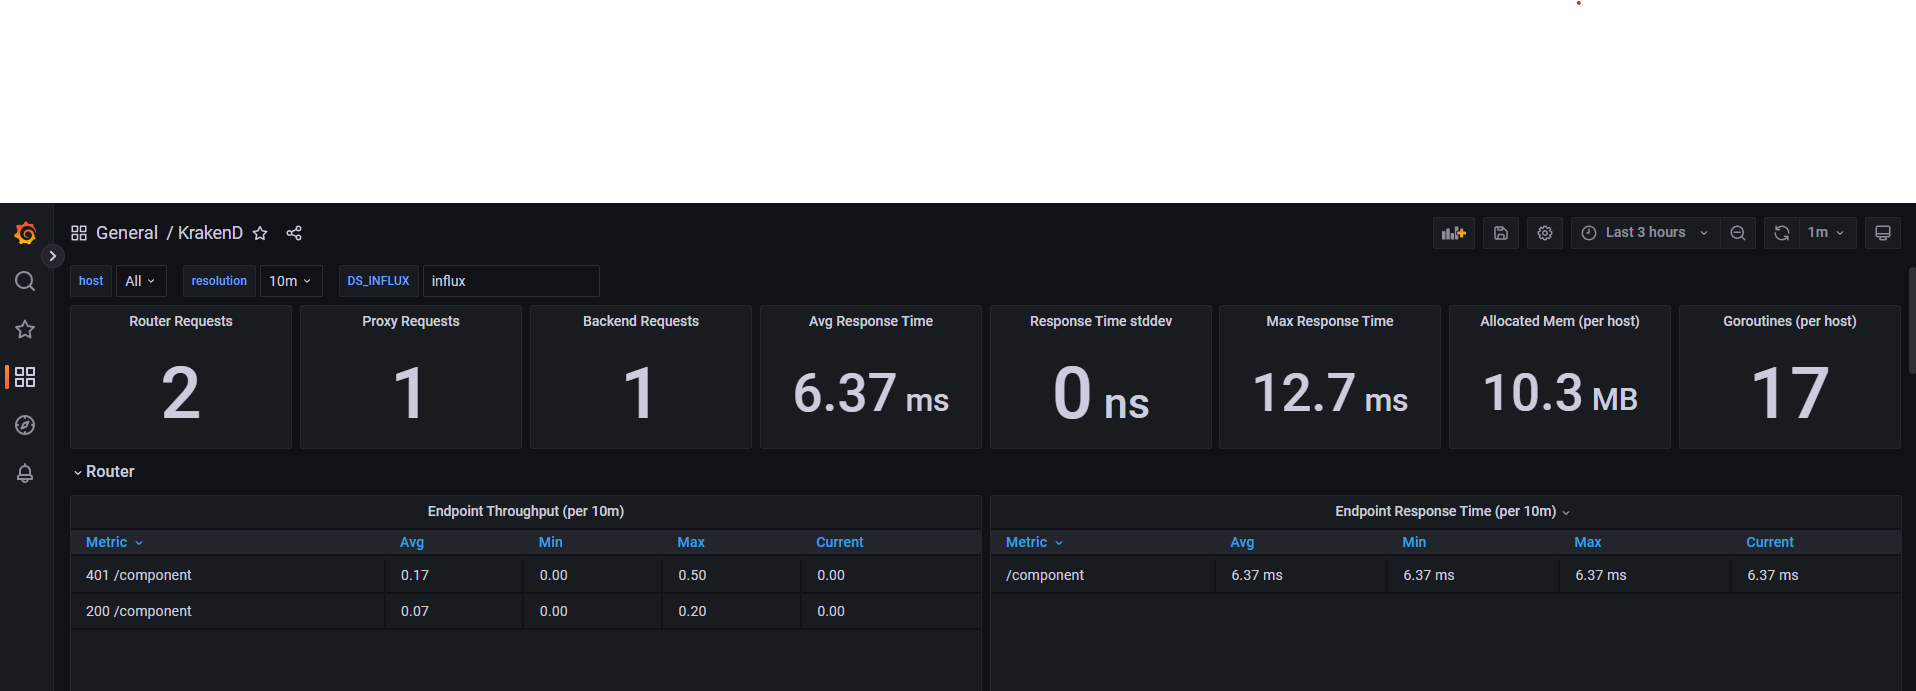 General / KrakenD
Last 3 hours
1m
host All resolution 10m DS_INFLUX influx
Router Requests
2
Proxy Requests
1
Backend Requests
1
Avg Response Time
6.37 ms
Response Time stddev
0 ns
Max Response Time
12.7 ms
Allocated Mem (per host)
10.3 MB
Goroutines (per host)
17
Router
Endpoint Throughput (per 10m)
Metric Avg Min Max Current
401 /component 0.17 0.00 0.50 0.00
200 /component 0.07 0.00 0.20 0.00
Endpoint Response Time (per 10m)
Metric Avg Min Max Current
/component 6.37 ms 6.37 ms 6.37 ms 6.37 ms